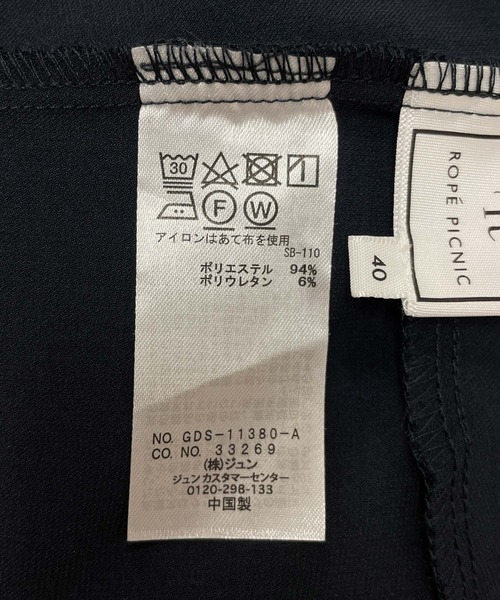 30
F W
アイロンはあて布を使用
SB-110
ポリエステル 94%
ポリウレタン 6%
NO. GDS-11380-A
CO. NO. 33269
(株)ジュン
ジュンカスタマーセンター
0120-298-133
中国製
40
ROPÉ PICNIC